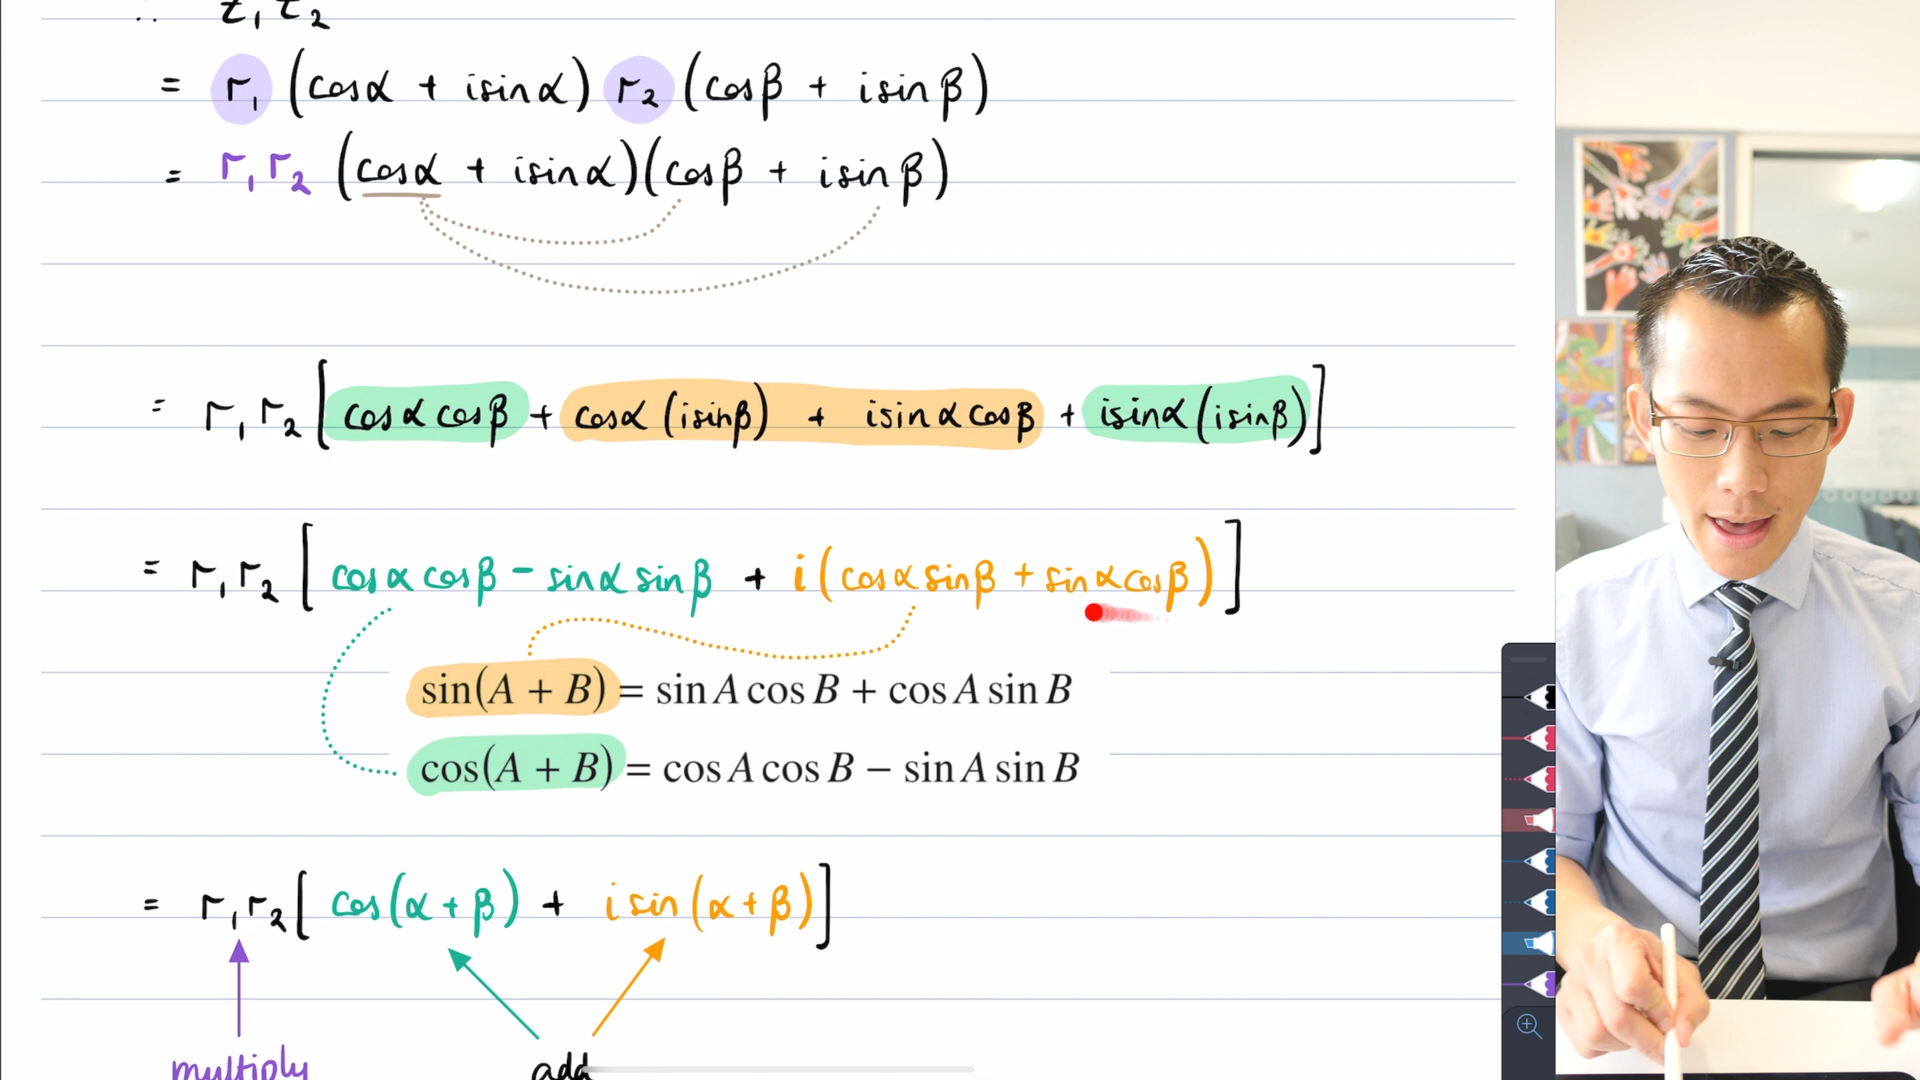 ∴ z₁z₂
= r₁ (cosα + isinα) r₂ (cosβ + isinβ)
= r₁r₂ (cosα + isinα)(cosβ + isinβ)
= r₁r₂ [cosα cosβ + cosα (isinβ) + isinα cosβ + isinα (isinβ)]
= r₁r₂ [cosα cosβ − sinα sinβ + i(cosα sinβ + sinα cosβ)]
sin(A + B) = sin A cos B + cos A sin B
cos(A + B) = cos A cos B − sin A sin B
= r₁r₂ [cos(α + β) + i sin(α + β)]
multiply add